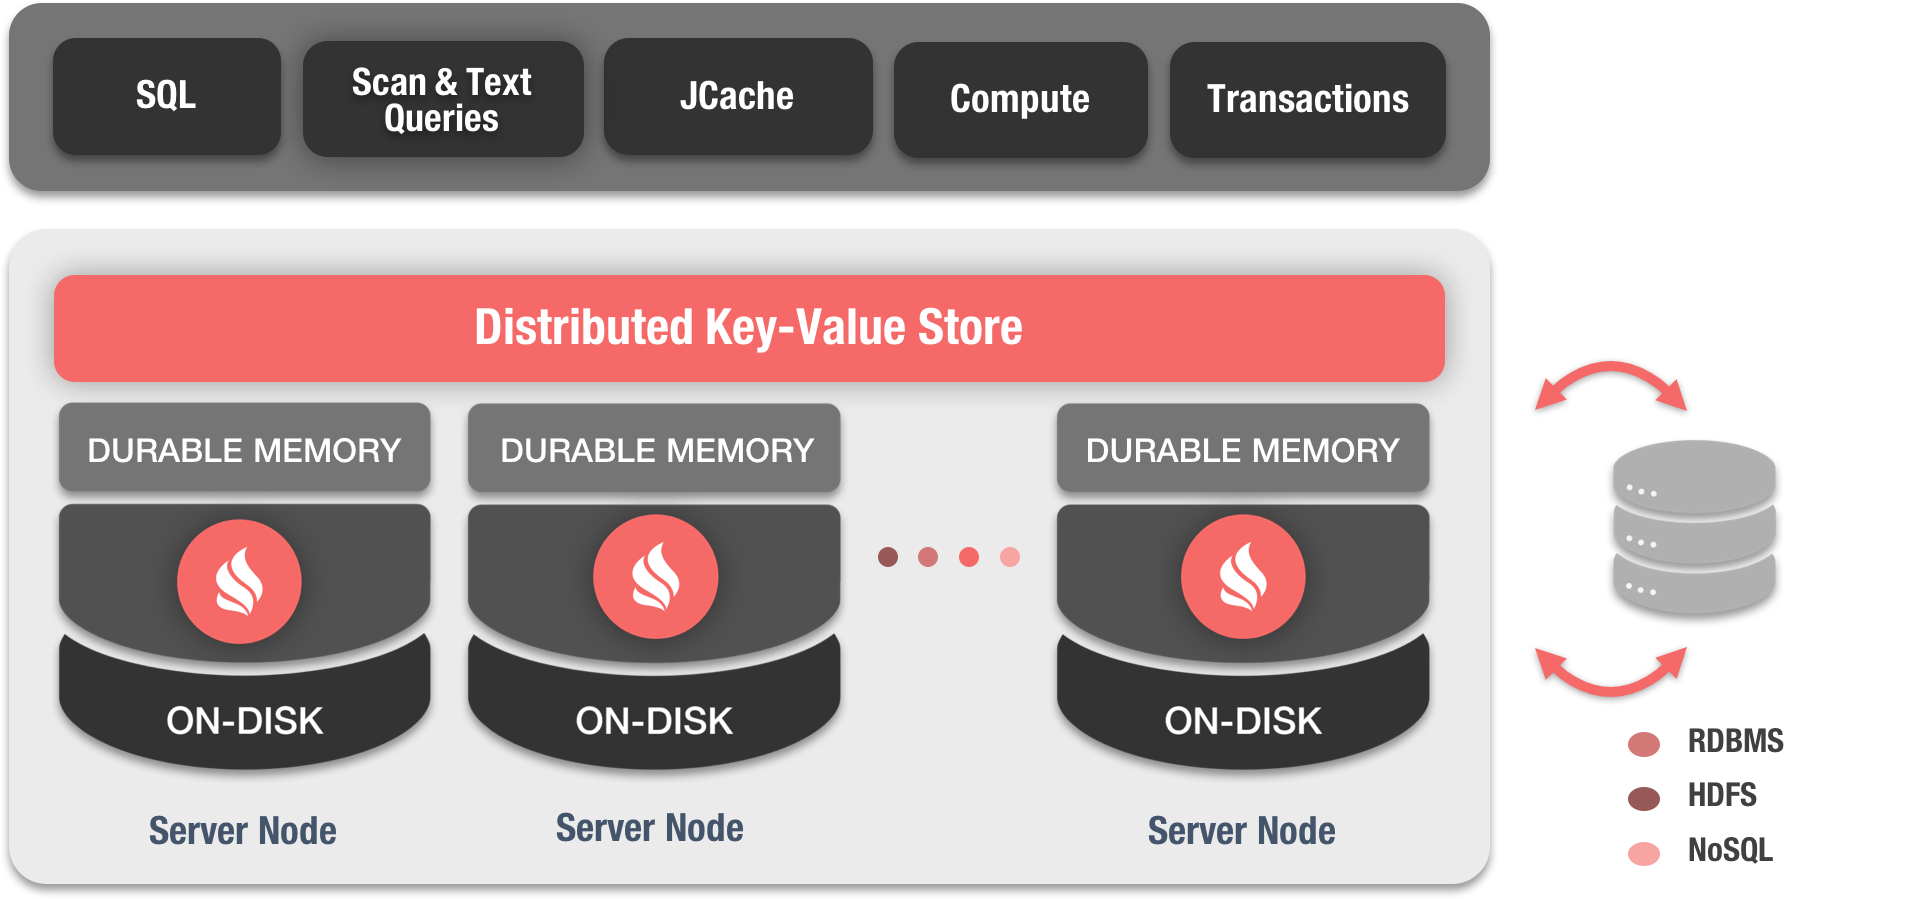 SQL
Scan & Text
Queries
JCache
Compute
Transactions
Distributed Key-Value Store
DURABLE MEMORY
DURABLE MEMORY
DURABLE MEMORY
ON-DISK
ON-DISK
ON-DISK
Server Node
Server Node
Server Node
RDBMS
HDFS
NoSQL